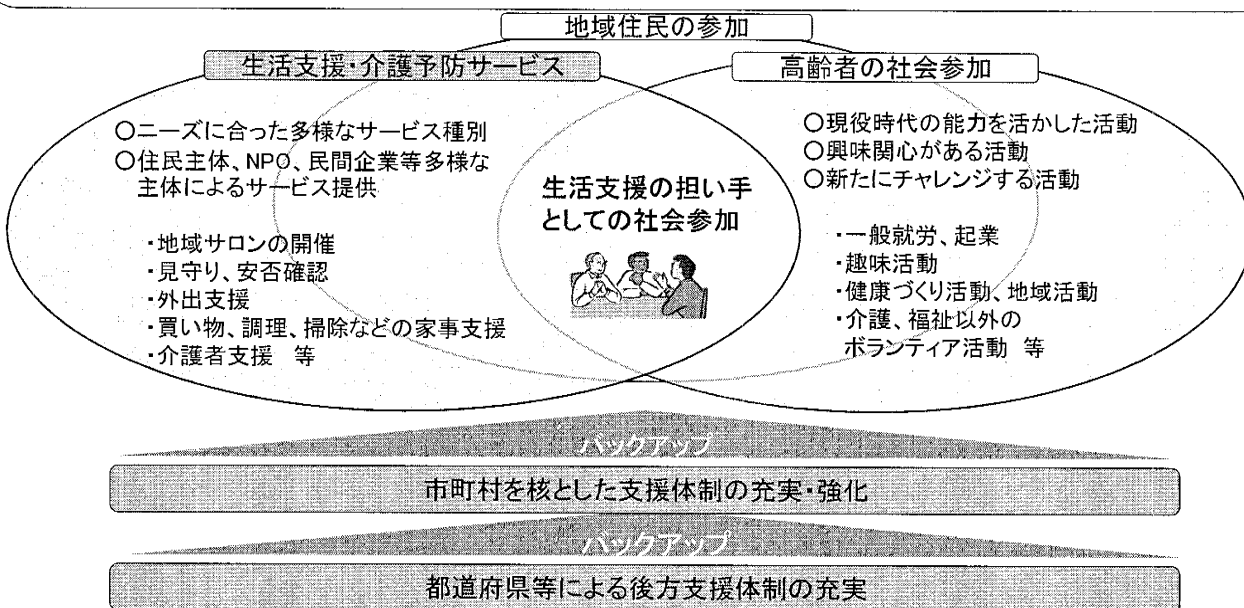 地域住民の参加
生活支援・介護予防サービス
○ニーズに合った多様なサービス種別
○住民主体、NPO、民間企業等多様な
主体によるサービス提供
・地域サロンの開催
・見守り、安否確認
・外出支援
・買い物、調理、掃除などの家事支援
・介護者支援 等
生活支援の担い手
としての社会参加
高齢者の社会参加
○現役時代の能力を活かした活動
○興味関心がある活動
○新たにチャレンジする活動
・一般就労、起業
・趣味活動
・健康づくり活動、地域活動
・介護、福祉以外の
ボランティア活動 等
バックアップ
市町村を核とした支援体制の充実・強化
バックアップ
都道府県等による後方支援体制の充実